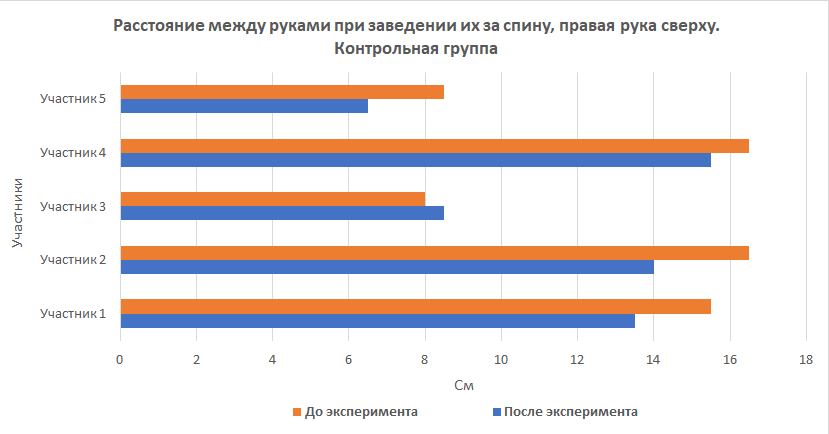 Расстояние между руками при заведении их за спину, правая рука сверху.
Контрольная группа
Участник 5
Участник 4
Участник 3
Участник 2
Участник 1
Участники
0 2 4 6 8 10 12 14 16 18
См
До эксперимента После эксперимента